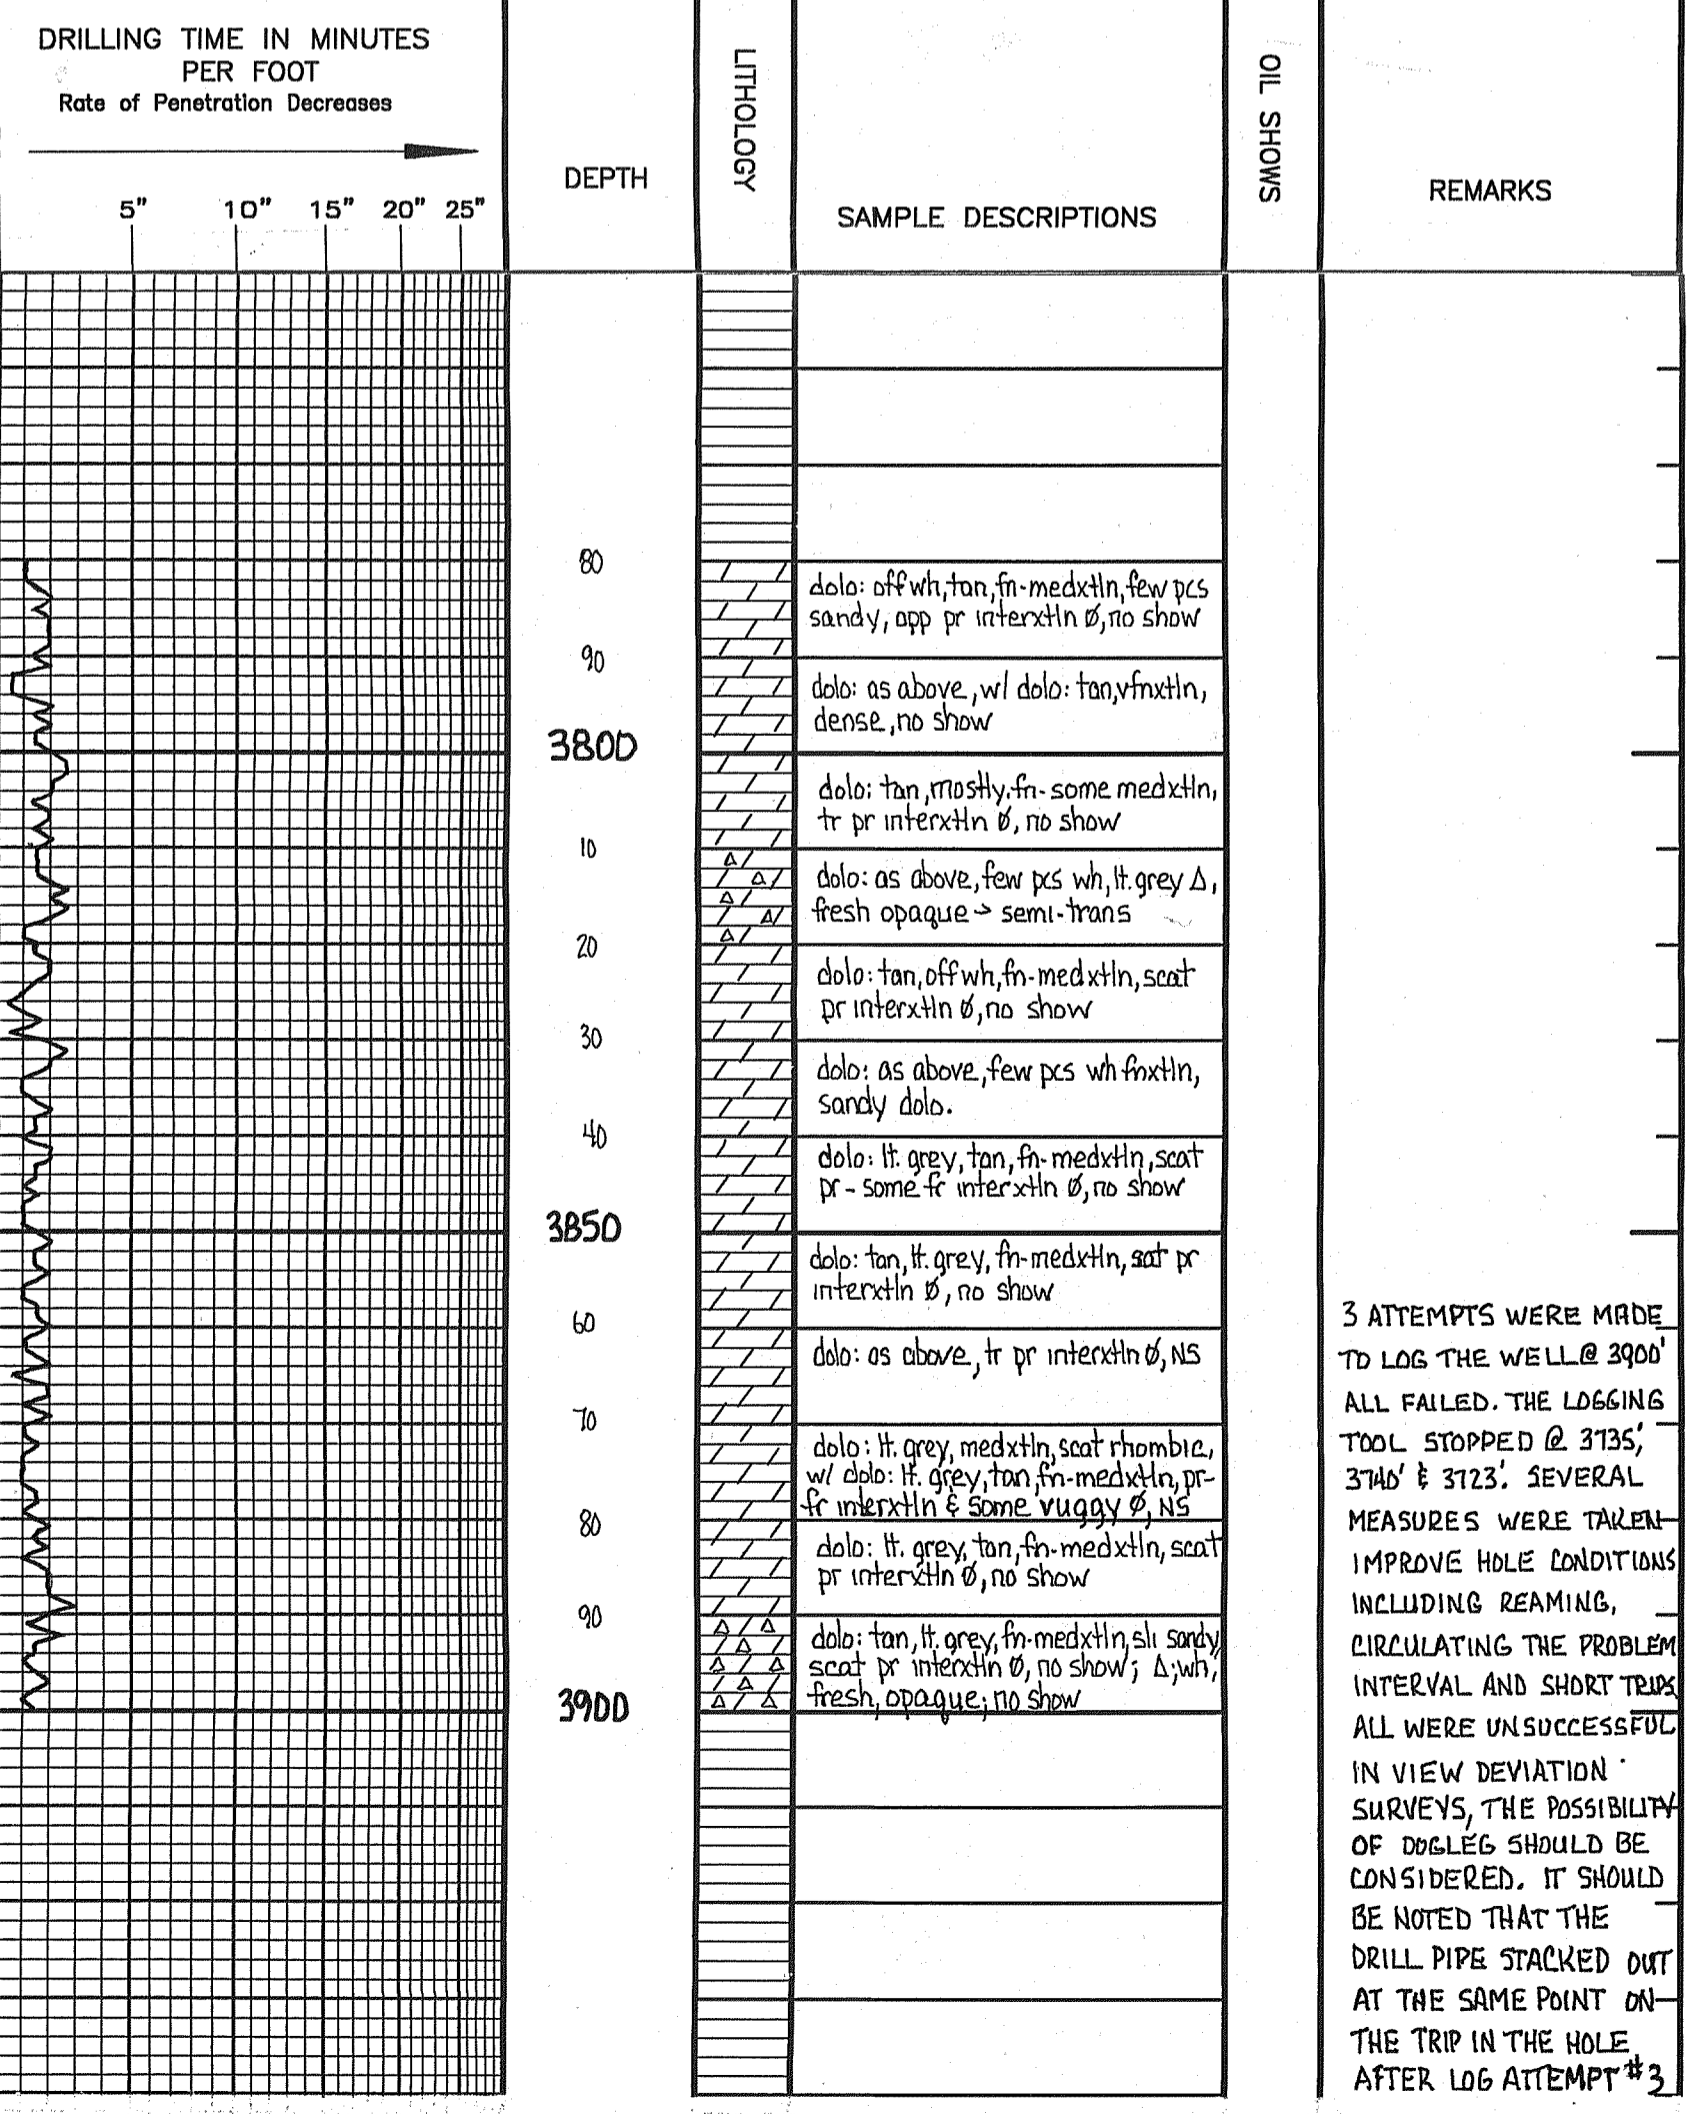 DRILLING TIME IN MINUTES
PER FOOT
Rate of Penetration Decreases
5" 10" 15" 20" 25"
DEPTH
LITHOLOGY
SAMPLE DESCRIPTIONS
OIL SHOWS
REMARKS
80
dolo: offwh, tan, fn-medxtln, few pcs
sandy, app pr interxtln ϕ, no show
90
dolo: as above, w/ dolo: tan, vfnxtln,
dense, no show
3800
dolo: tan, mostly fn- some medxtln,
tr pr interxtln ϕ, no show
10
dolo: as above, few pcs wh, lt. grey Δ,
fresh opaque → semi-trans
20
dolo: tan, offwh, fn-medxtln, scat
pr interxtln ϕ, no show
30
dolo: as above, few pcs wh fnxtln,
sandy dolo.
40
dolo: lt. grey, tan, fn-medxtln, scat
pr - some fr interxtln ϕ, no show
3850
dolo: tan, lt. grey, fn-medxtln, sat pr
interxtln ϕ, no show
60
dolo: as above, tr pr interxtln ϕ, NS
70
dolo: lt. grey, medxtln, scat rhombic,
w/ dolo: lt. grey, tan, fn-medxtln, pr-
fr interxtln & some vuggy ϕ, NS
80
dolo: lt. grey, tan, fn-medxtln, scat
pr interxtln ϕ, no show
90
dolo: tan, lt. grey, fn-medxtln, sli sandy
scat pr interxtln ϕ, no show; Δ; wh,
fresh, opaque; no show
3900
3 ATTEMPTS WERE MADE
TO LOG THE WELL @ 3900'
ALL FAILED. THE LOGGING
TOOL STOPPED @ 3735',
3740' & 3723'. SEVERAL
MEASURES WERE TAKEN
IMPROVE HOLE CONDITIONS
INCLUDING REAMING,
CIRCULATING THE PROBLEM
INTERVAL AND SHORT TRIPS
ALL WERE UNSUCCESSFUL
IN VIEW DEVIATION
SURVEYS, THE POSSIBILITY
OF DOGLEG SHOULD BE
CONSIDERED. IT SHOULD
BE NOTED THAT THE
DRILL PIPE STACKED OUT
AT THE SAME POINT ON
THE TRIP IN THE HOLE
AFTER LOG ATTEMPT #3